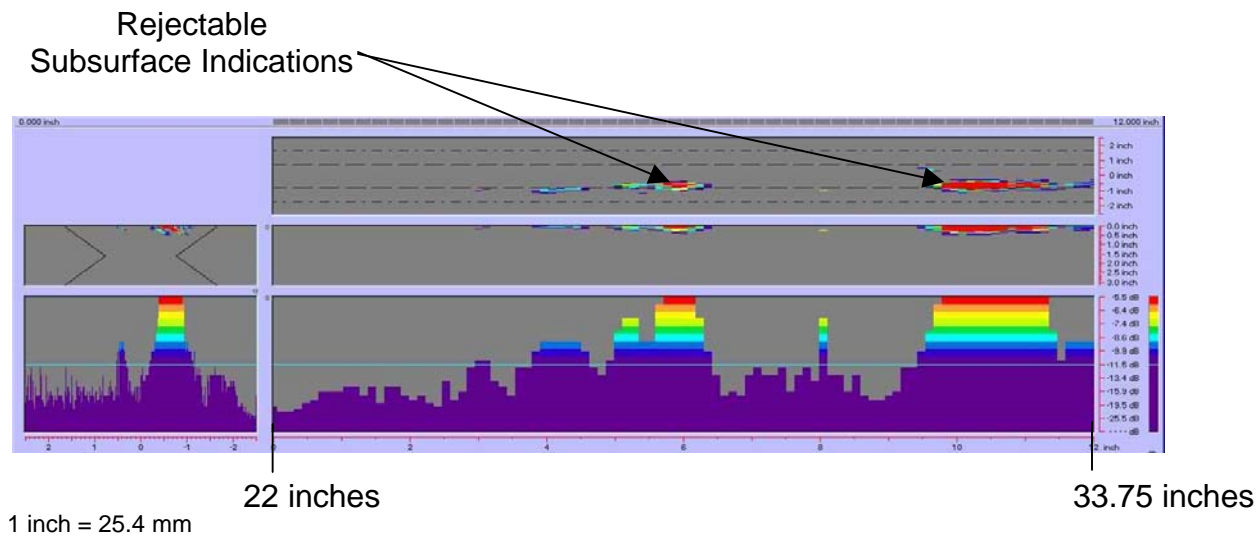 Rejectable
Subsurface Indications
0.000 inch
12.000 inch
2 inch
1 inch
0 inch
-1 inch
-2 inch
0
0.0 inch
0.5 inch
1.0 inch
1.5 inch
2.0 inch
2.5 inch
3.0 inch
0
-5.5 dB
-6.4 dB
-7.4 dB
-8.6 dB
-9.9 dB
-11.5 dB
-13.4 dB
-15.9 dB
-19.5 dB
-25.5 dB
dB
2 1 0 -1 -2
2 4 6 8 10 inch
22 inches
33.75 inches
1 inch = 25.4 mm